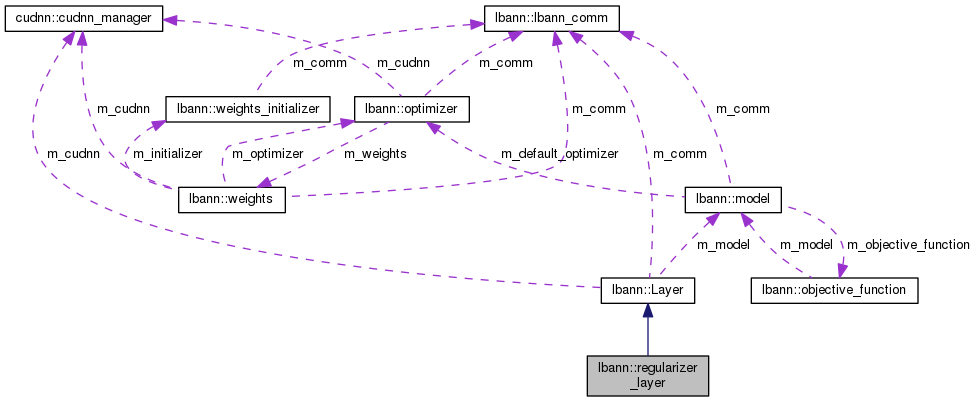 cudnn::cudnn_manager
lbann::lbann_comm
m_comm
m_cudnn
m_comm
lbann::weights_initializer
lbann::optimizer
m_cudnn
m_comm
m_comm
m_cudnn
m_initializer
m_optimizer
m_weights
m_default_optimizer
m_comm
lbann::weights
lbann::model
m_model
m_model
m_objective_function
lbann::Layer
lbann::objective_function
lbann::regularizer
_layer